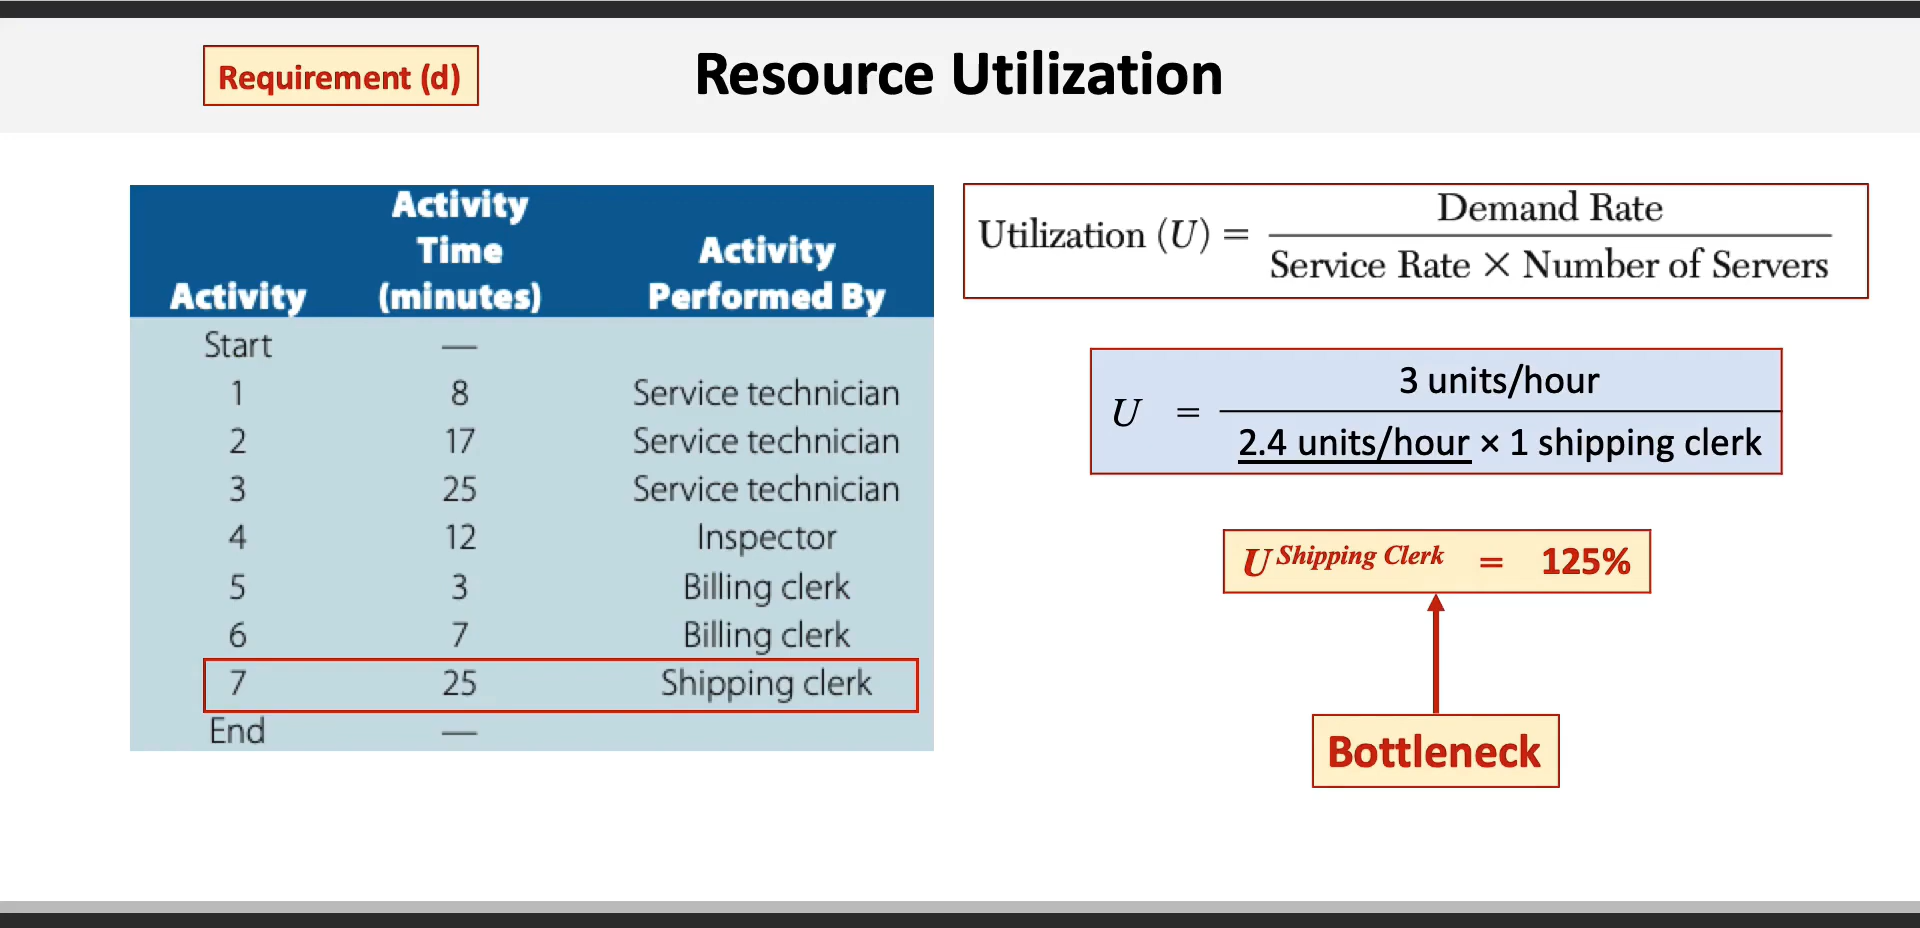 Requirement (d)
Resource Utilization
Activity
Time
(minutes)
Activity
Activity
Performed By
Start —
1 8 Service technician
2 17 Service technician
3 25 Service technician
4 12 Inspector
5 3 Billing clerk
6 7 Billing clerk
7 25 Shipping clerk
End —
Utilization (U) =
Demand Rate
Service Rate × Number of Servers
U =
3 units/hour
2.4 units/hour × 1 shipping clerk
U Shipping Clerk = 125%
Bottleneck